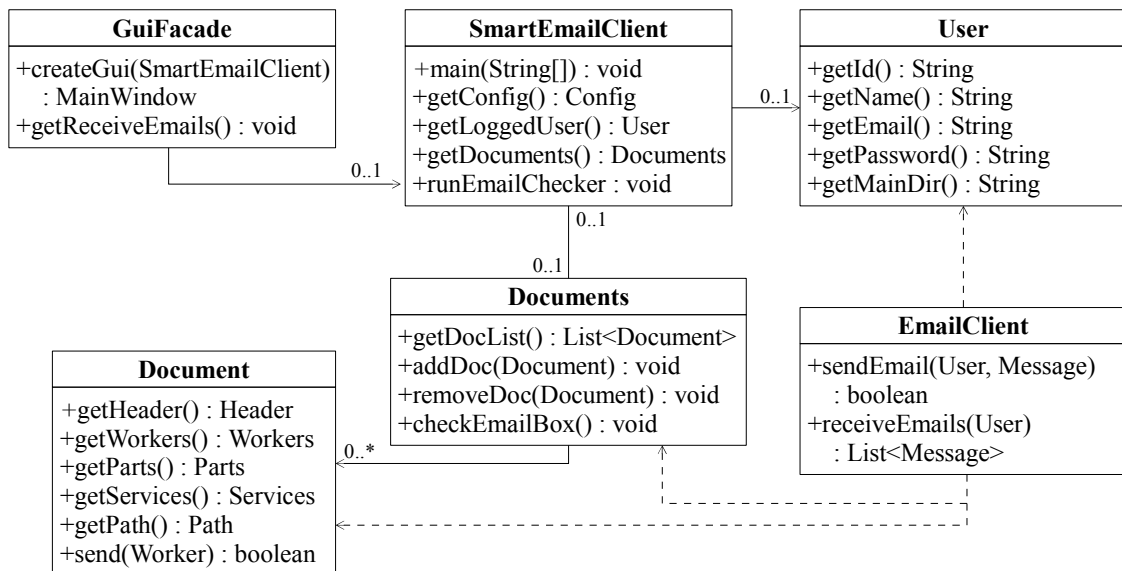 GuiFacade
+createGui(SmartEmailClient)
: MainWindow
+getReceiveEmails() : void
0..1
SmartEmailClient
+main(String[]) : void
+getConfig() : Config
+getLoggedUser() : User
+getDocuments() : Documents
+runEmailChecker : void
0..1
User
+getId() : String
+getName() : String
+getEmail() : String
+getPassword() : String
+getMainDir() : String
0..1
0..1
Documents
+getDocList() : List<Document>
+addDoc(Document) : void
+removeDoc(Document) : void
+checkEmailBox() : void
EmailClient
+sendEmail(User, Message)
: boolean
+receiveEmails(User)
: List<Message>
0..*
Document
+getHeader() : Header
+getWorkers() : Workers
+getParts() : Parts
+getServices() : Services
+getPath() : Path
+send(Worker) : boolean